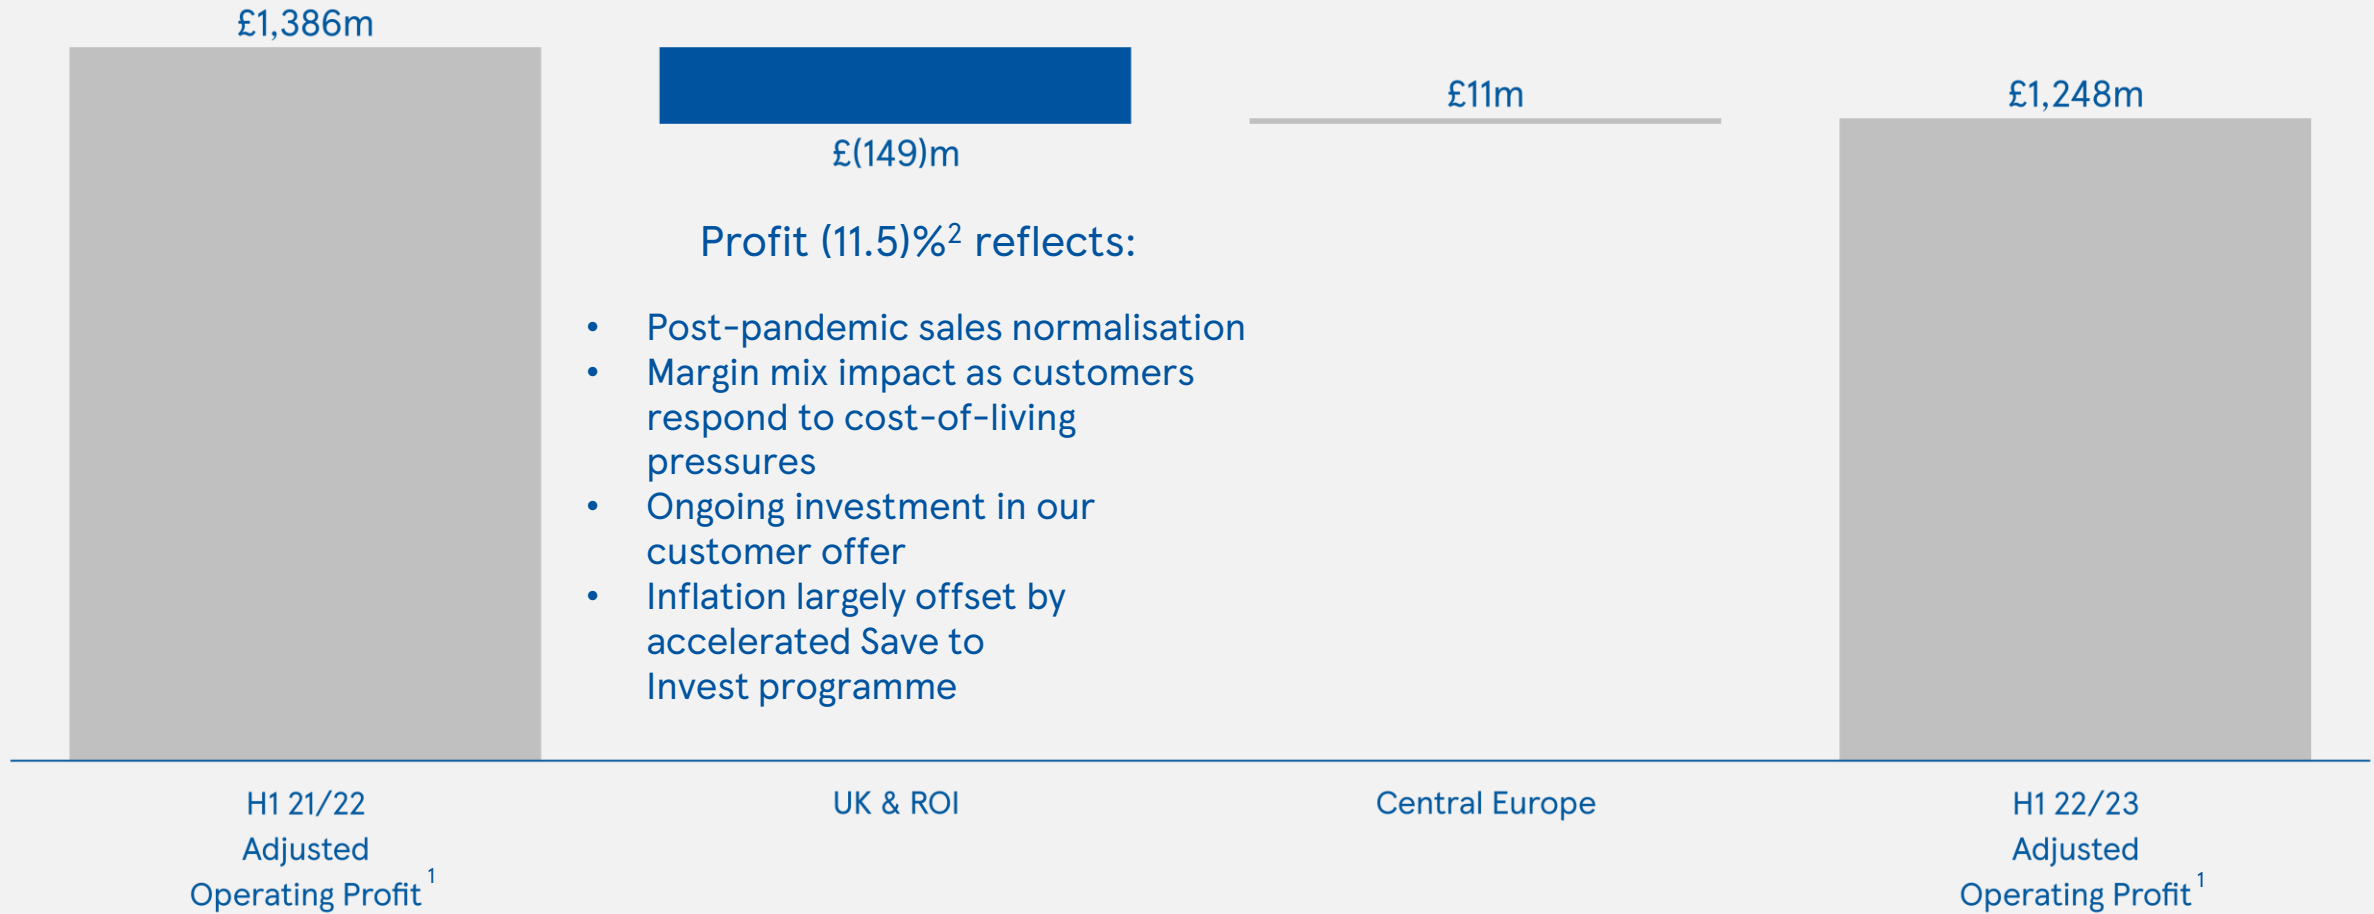 £1,386m
£(149)m
£11m
£1,248m
Profit (11.5)%² reflects:
• Post-pandemic sales normalisation
• Margin mix impact as customers
respond to cost-of-living
pressures
• Ongoing investment in our
customer offer
• Inflation largely offset by
accelerated Save to
Invest programme
H1 21/22
Adjusted
Operating Profit ¹
UK & ROI
Central Europe
H1 22/23
Adjusted
Operating Profit ¹